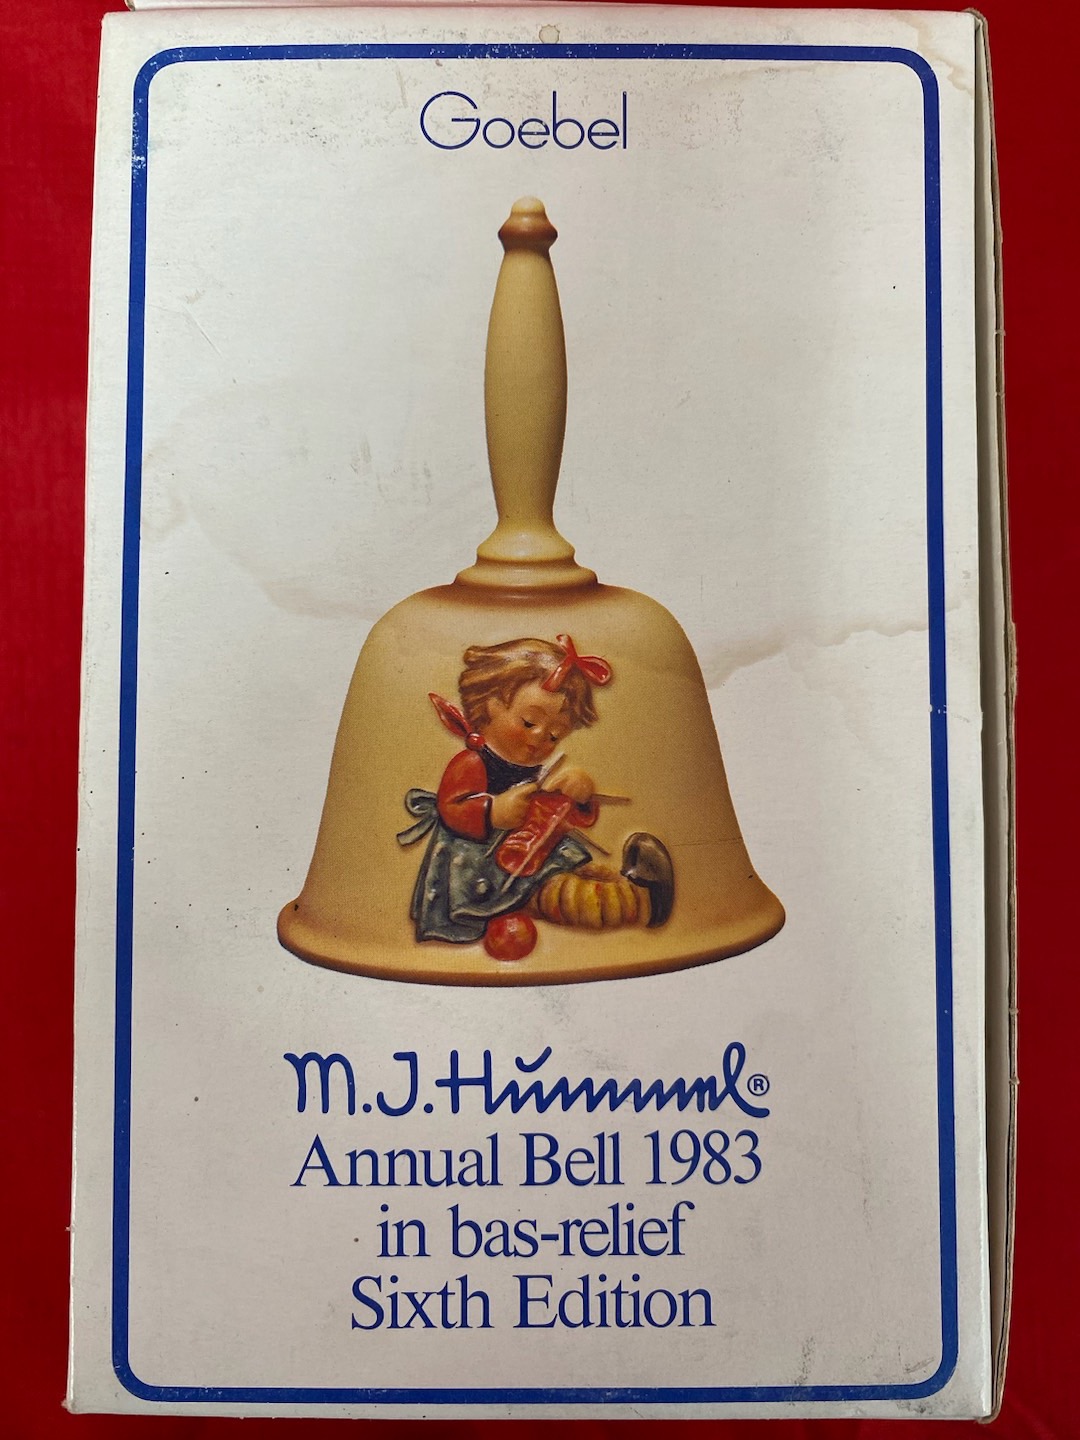 Goebel
M.J.Hummel®
Annual Bell 1983
in bas-relief
Sixth Edition